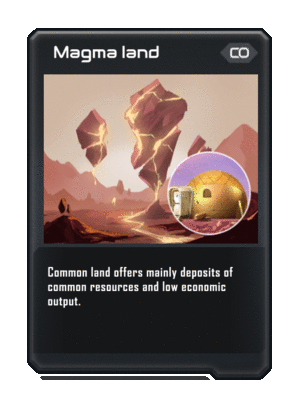 Magma land
CO
Common land offers mainly deposits of
common resources and low economic
output.